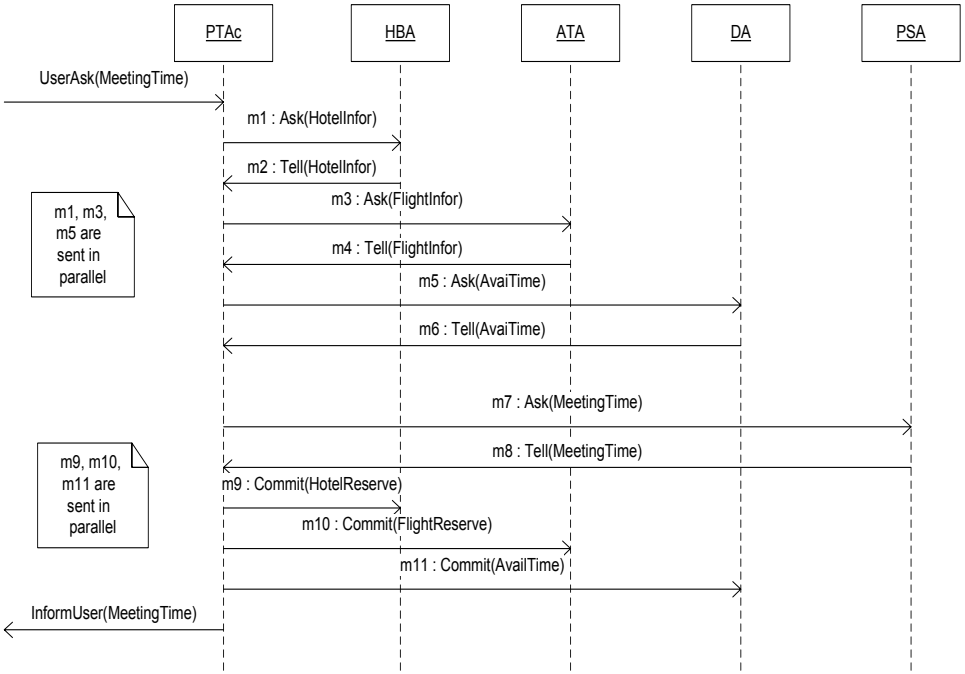 PTAc
HBA
ATA
DA
PSA
UserAsk(MeetingTime)
m1 : Ask(HotelInfor)
m2 : Tell(HotelInfor)
m3 : Ask(FlightInfor)
m1, m3,
m5 are
sent in
parallel
m4 : Tell(FlightInfor)
m5 : Ask(AvaiTime)
m6 : Tell(AvaiTime)
m7 : Ask(MeetingTime)
m8 : Tell(MeetingTime)
m9, m10,
m11 are
sent in
parallel
m9 : Commit(HotelReserve)
m10 : Commit(FlightReserve)
m11 : Commit(AvailTime)
InformUser(MeetingTime)